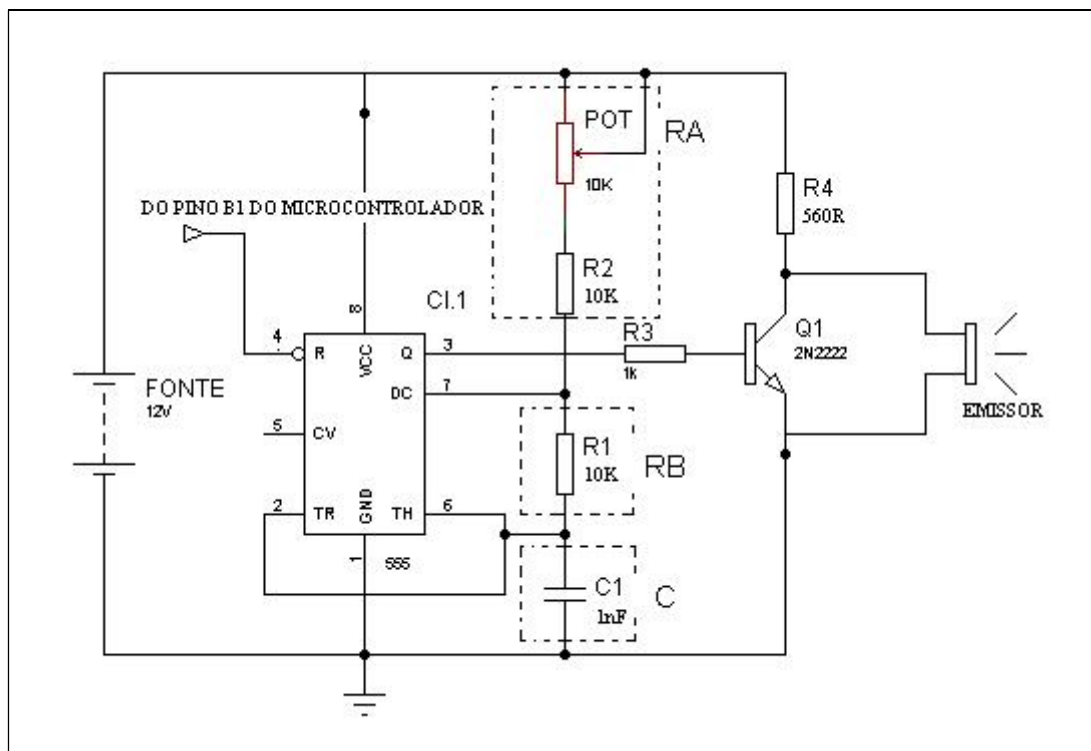 POT
RA
10K
R4
560R
DO PINO B1 DO MICROCONTROLADOR
R2
10K
CI.1
8
4
R
VCC
Q
3
R3
1k
Q1
2N2222
FONTE
12V
DC
7
EMISSOR
5
CV
R1
10K
RB
2
TR
GND
TH
6
1
555
C1
1nF
C